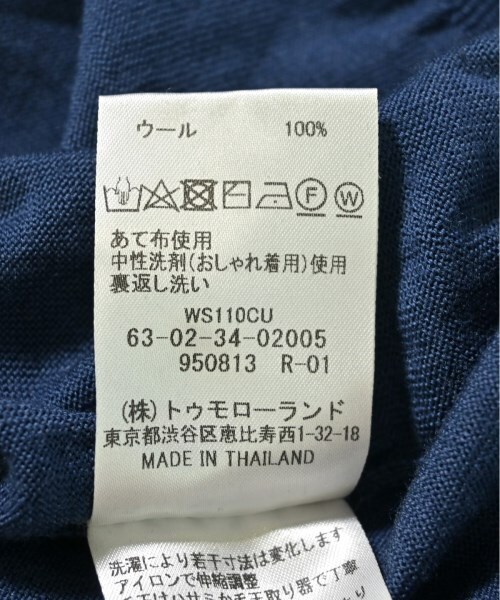 ウール 100%
F W
あて布使用
中性洗剤(おしゃれ着用)使用
裏返し洗い
WS110CU
63-02-34-02005
950813 R-01
(株)トゥモローランド
東京都渋谷区恵比寿西1-32-18
MADE IN THAILAND
洗濯により若干寸法は変化します
アイロンで伸縮調整